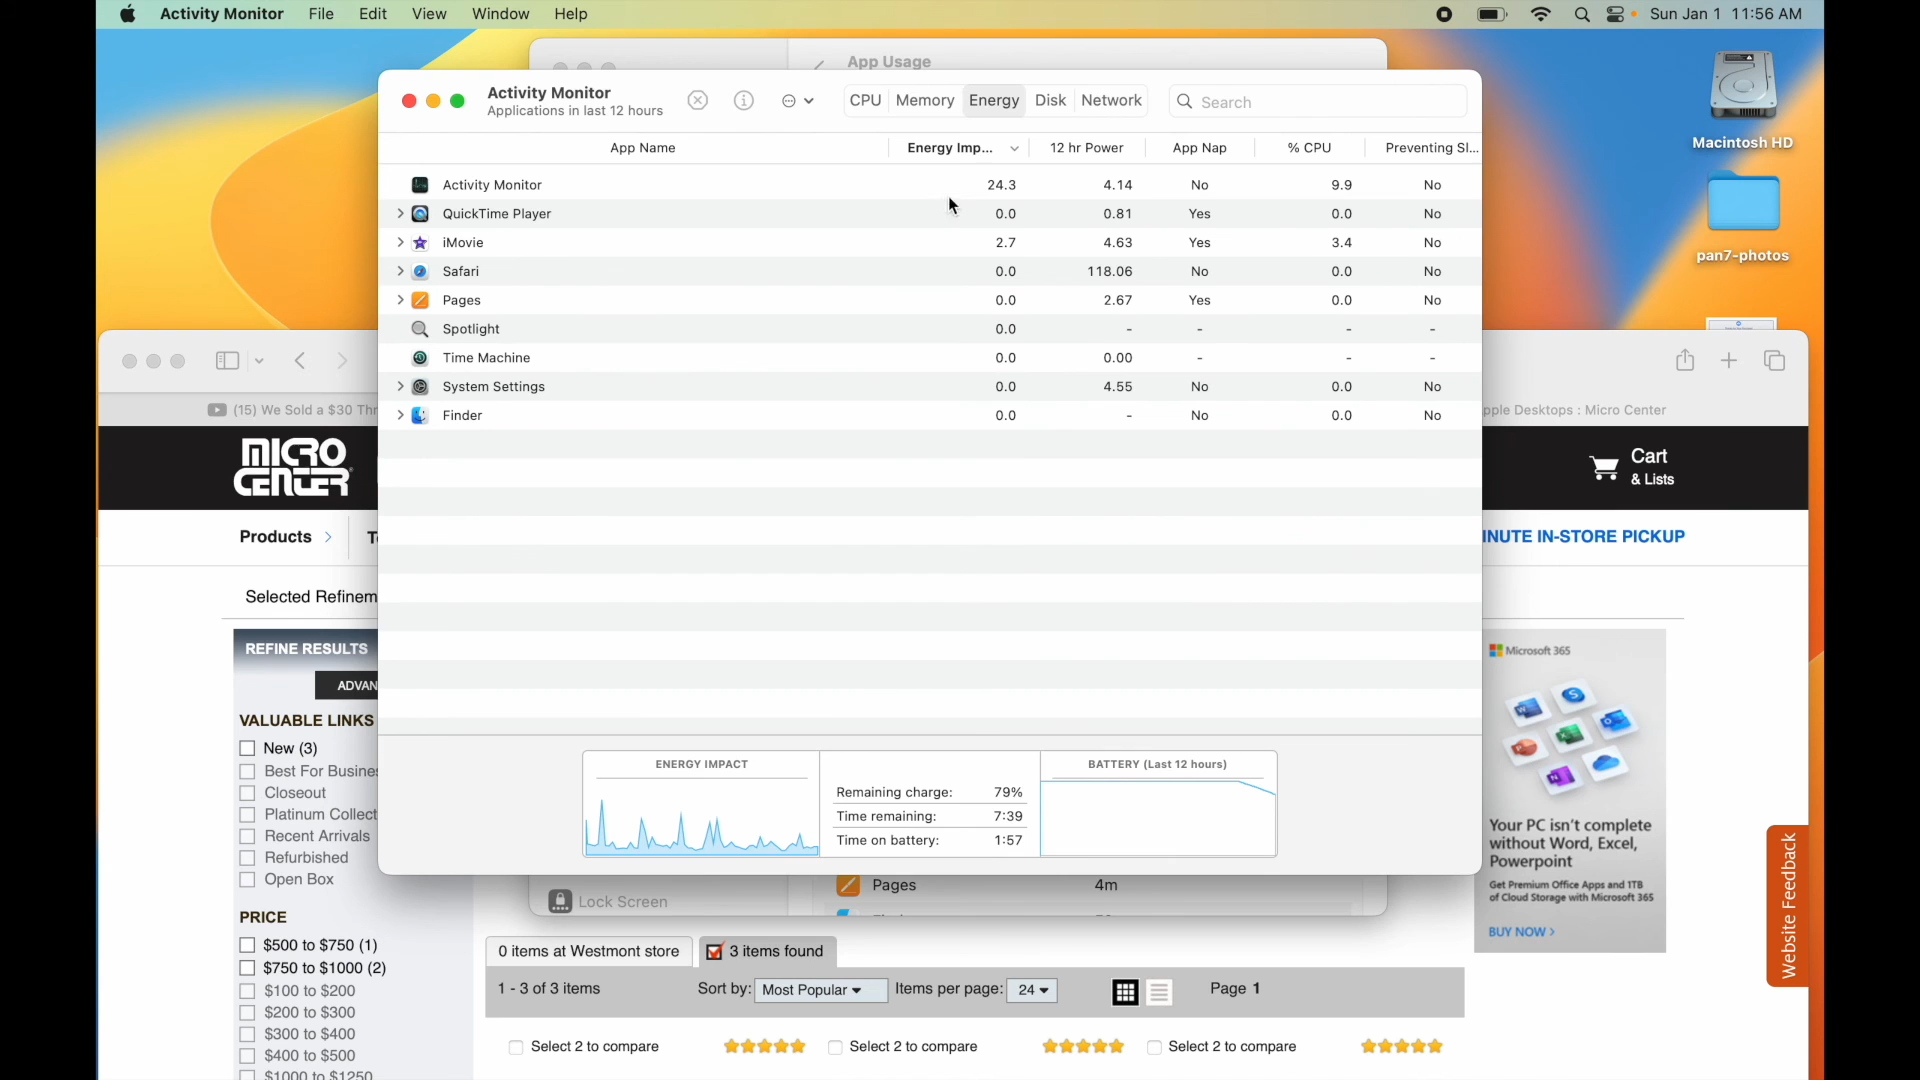 Activity Monitor File Edit View Window Help Sun Jan 1 11:56 AM
App Usage
Activity Monitor
Applications in last 12 hours
CPU Memory Energy Disk Network
Search
App Name Energy Imp... 12 hr Power App Nap % CPU Preventing Sl...
Activity Monitor 24.3 4.14 No 9.9 No
QuickTime Player 0.0 0.81 Yes 0.0 No
iMovie 2.7 4.63 Yes 3.4 No
Safari 0.0 118.06 No 0.0 No
Pages 0.0 2.67 Yes 0.0 No
Spotlight 0.0 - - - -
Time Machine 0.0 0.00 - - -
System Settings 0.0 4.55 No 0.0 No
Finder 0.0 - No 0.0 No
ENERGY IMPACT
Remaining charge: 79%
Time remaining: 7:39
Time on battery: 1:57
BATTERY (Last 12 hours)
Macintosh HD
pan7-photos
(15) We Sold a $30 Thr
pple Desktops : Micro Center
MICRO
CENTER
Cart
& Lists
Products
INUTE IN-STORE PICKUP
Selected Refinem
REFINE RESULTS
ADVAN
VALUABLE LINKS
New (3)
Best For Busines
Closeout
Platinum Collect
Recent Arrivals
Refurbished
Open Box
PRICE
$500 to $750 (1)
$750 to $1000 (2)
$100 to $200
$200 to $300
$300 to $400
$400 to $500
$1000 to $1250
Lock Screen
Pages 4m
0 items at Westmont store 3 items found
1 - 3 of 3 items Sort by: Most Popular Items per page: 24 Page 1
Select 2 to compare Select 2 to compare Select 2 to compare
Microsoft 365
Your PC isn't complete
without Word, Excel,
Powerpoint
Get Premium Office Apps and 1TB
of Cloud Storage with Microsoft 365
BUY NOW >
Website Feedback